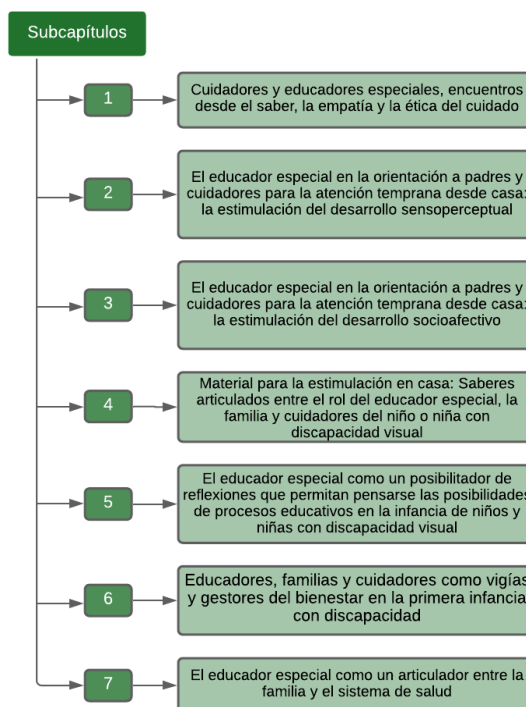 Subcapítulos
1
Cuidadores y educadores especiales, encuentros
desde el saber, la empatía y la ética del cuidado
2
El educador especial en la orientación a padres y
cuidadores para la atención temprana desde casa:
la estimulación del desarrollo sensoperceptual
3
El educador especial en la orientación a padres y
cuidadores para la atención temprana desde casa:
la estimulación del desarrollo socioafectivo
4
Material para la estimulación en casa: Saberes
articulados entre el rol del educador especial, la
familia y cuidadores del niño o niña con
discapacidad visual
5
El educador especial como un posibilitador de
reflexiones que permitan pensarse las posibilidades
de procesos educativos en la infancia de niños y
niñas con discapacidad visual
6
Educadores, familias y cuidadores como vigías
y gestores del bienestar en la primera infancia
con discapacidad
7
El educador especial como un articulador entre la
familia y el sistema de salud